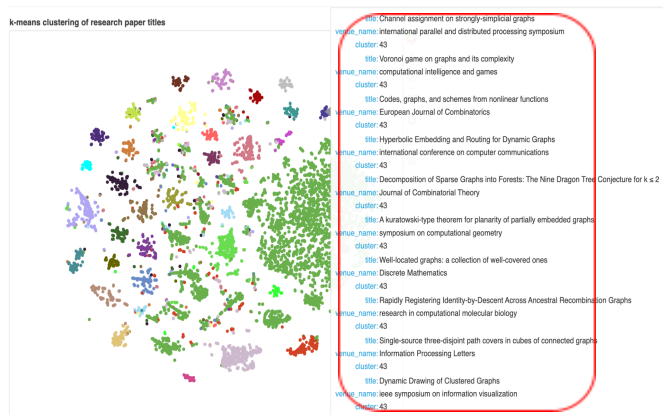 k-means clustering of research paper titles
title: Channel assignment on strongly-simplicial graphs
venue_name: international parallel and distributed processing symposium
cluster: 43
title: Voronoi game on graphs and its complexity
venue_name: computational intelligence and games
cluster: 43
title: Codes, graphs, and schemes from nonlinear functions
venue_name: European Journal of Combinatorics
cluster: 43
title: Hyperbolic Embedding and Routing for Dynamic Graphs
venue_name: international conference on computer communications
cluster: 43
title: Decomposition of Sparse Graphs into Forests: The Nine Dragon Tree Conjecture for k ≤ 2
venue_name: Journal of Combinatorial Theory
cluster: 43
title: A kuratowski-type theorem for planarity of partially embedded graphs
venue_name: symposium on computational geometry
cluster: 43
title: Well-located graphs: a collection of well-covered ones
venue_name: Discrete Mathematics
cluster: 43
title: Rapidly Registering Identity-by-Descent Across Ancestral Recombination Graphs
venue_name: research in computational molecular biology
cluster: 43
title: Single-source three-disjoint path covers in cubes of connected graphs
venue_name: Information Processing Letters
cluster: 43
title: Dynamic Drawing of Clustered Graphs
venue_name: ieee symposium on information visualization
cluster: 43